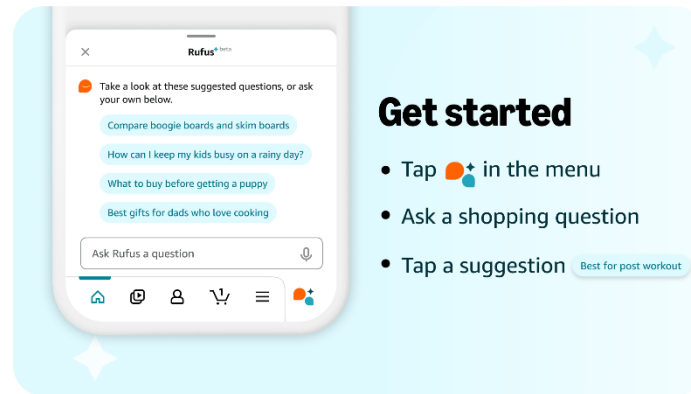 Rufus beta
Take a look at these suggested questions, or ask
your own below.
Compare boogie boards and skim boards
How can I keep my kids busy on a rainy day?
What to buy before getting a puppy
Best gifts for dads who love cooking
Ask Rufus a question
1
Get started
• Tap in the menu
• Ask a shopping question
• Tap a suggestion Best for post workout